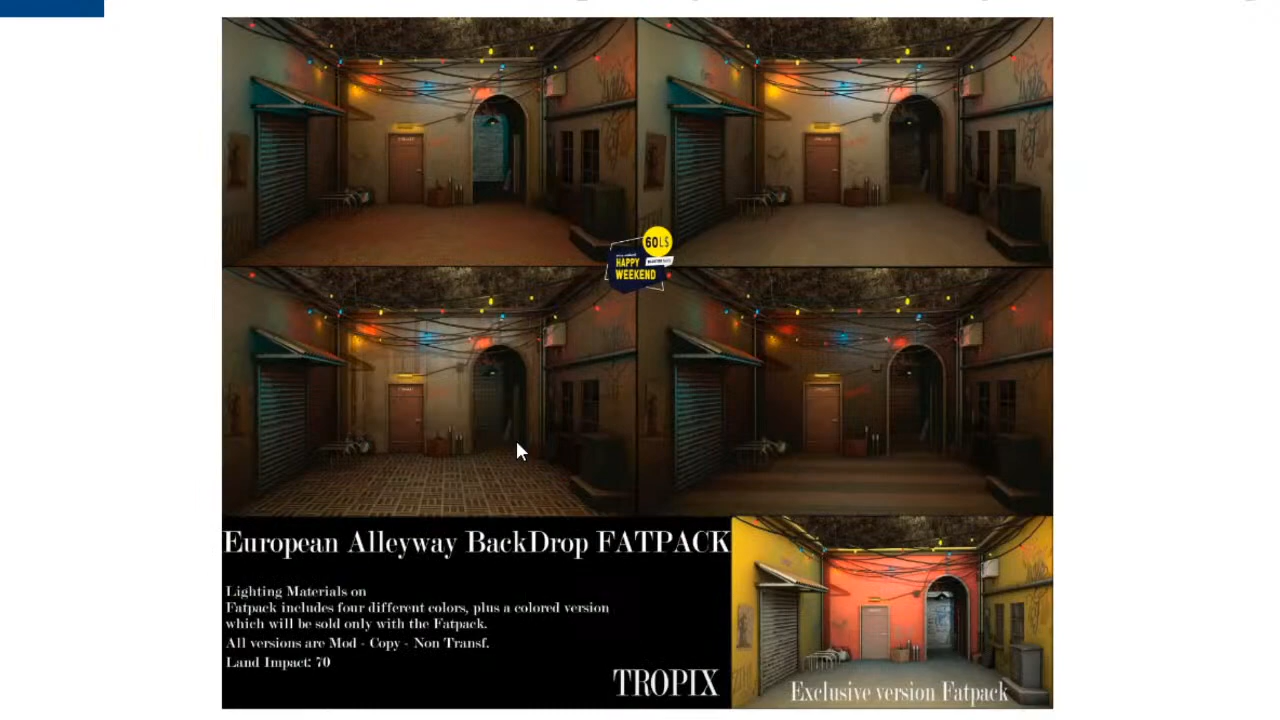 60L$
HAPPY
WEEKEND
European Alleyway BackDrop FATPACK
Lighting Materials on
Fatpack includes four different colors, plus a colored version
which will be sold only with the Fatpack.
All versions are Mod - Copy - Non Transf.
Land Impact: 70
TROPIX
Exclusive version Fatpack